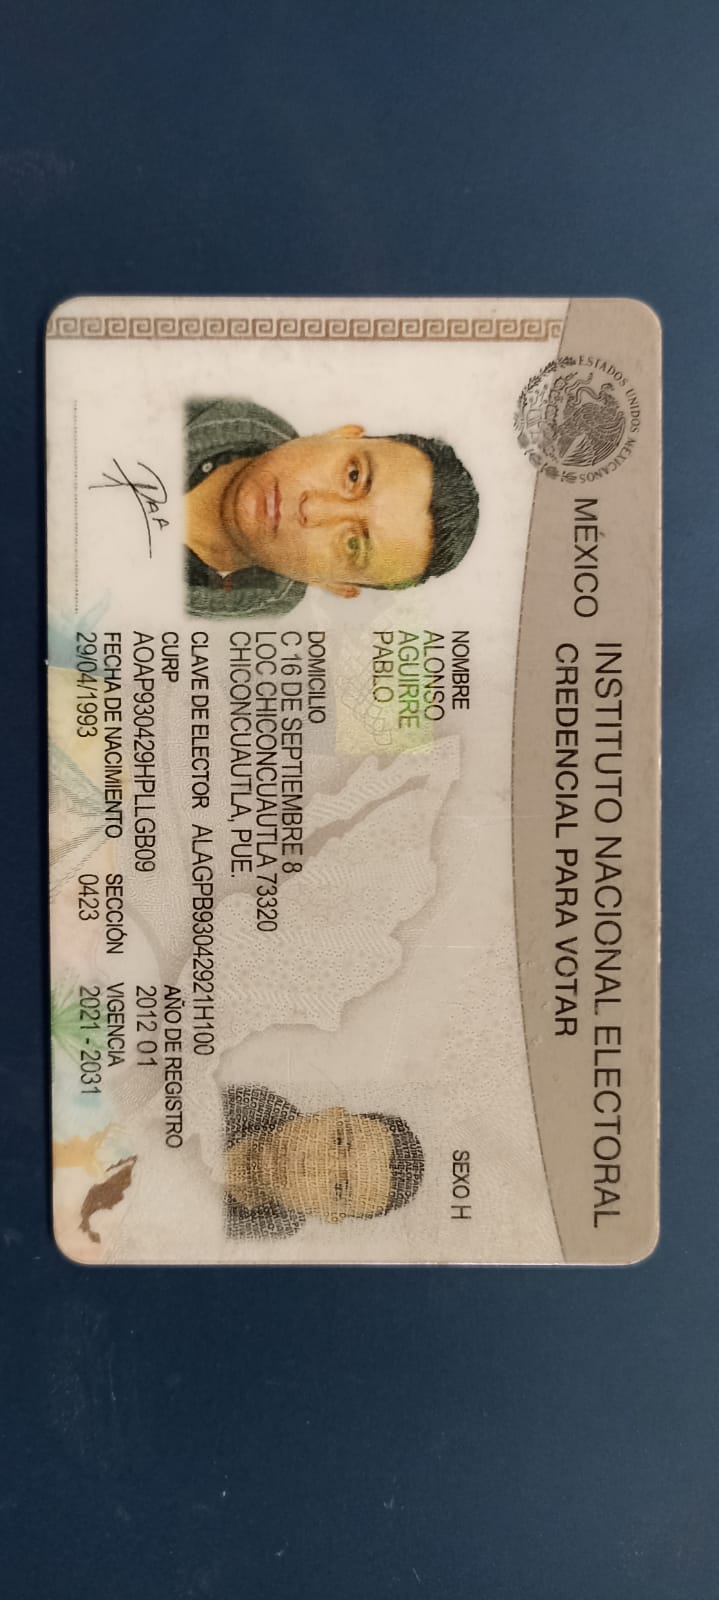 ESTADOS UNIDOS MEXICANOS
MÉXICO
INSTITUTO NACIONAL ELECTORAL
CREDENCIAL PARA VOTAR
NOMBRE
SEXO H
ALONSO
AGUIRRE
PABLO
DOMICILIO
C 16 DE SEPTIEMBRE 8
LOC CHICONCUAUTLA 73320
CHICONCUAUTLA, PUE.
CLAVE DE ELECTOR ALAGPB93042921H100
CURP
AOAP930429HPLLGB09
AÑO DE REGISTRO
2012 01
FECHA DE NACIMIENTO
29/04/1993
SECCIÓN
0423
VIGENCIA
2021 - 2031